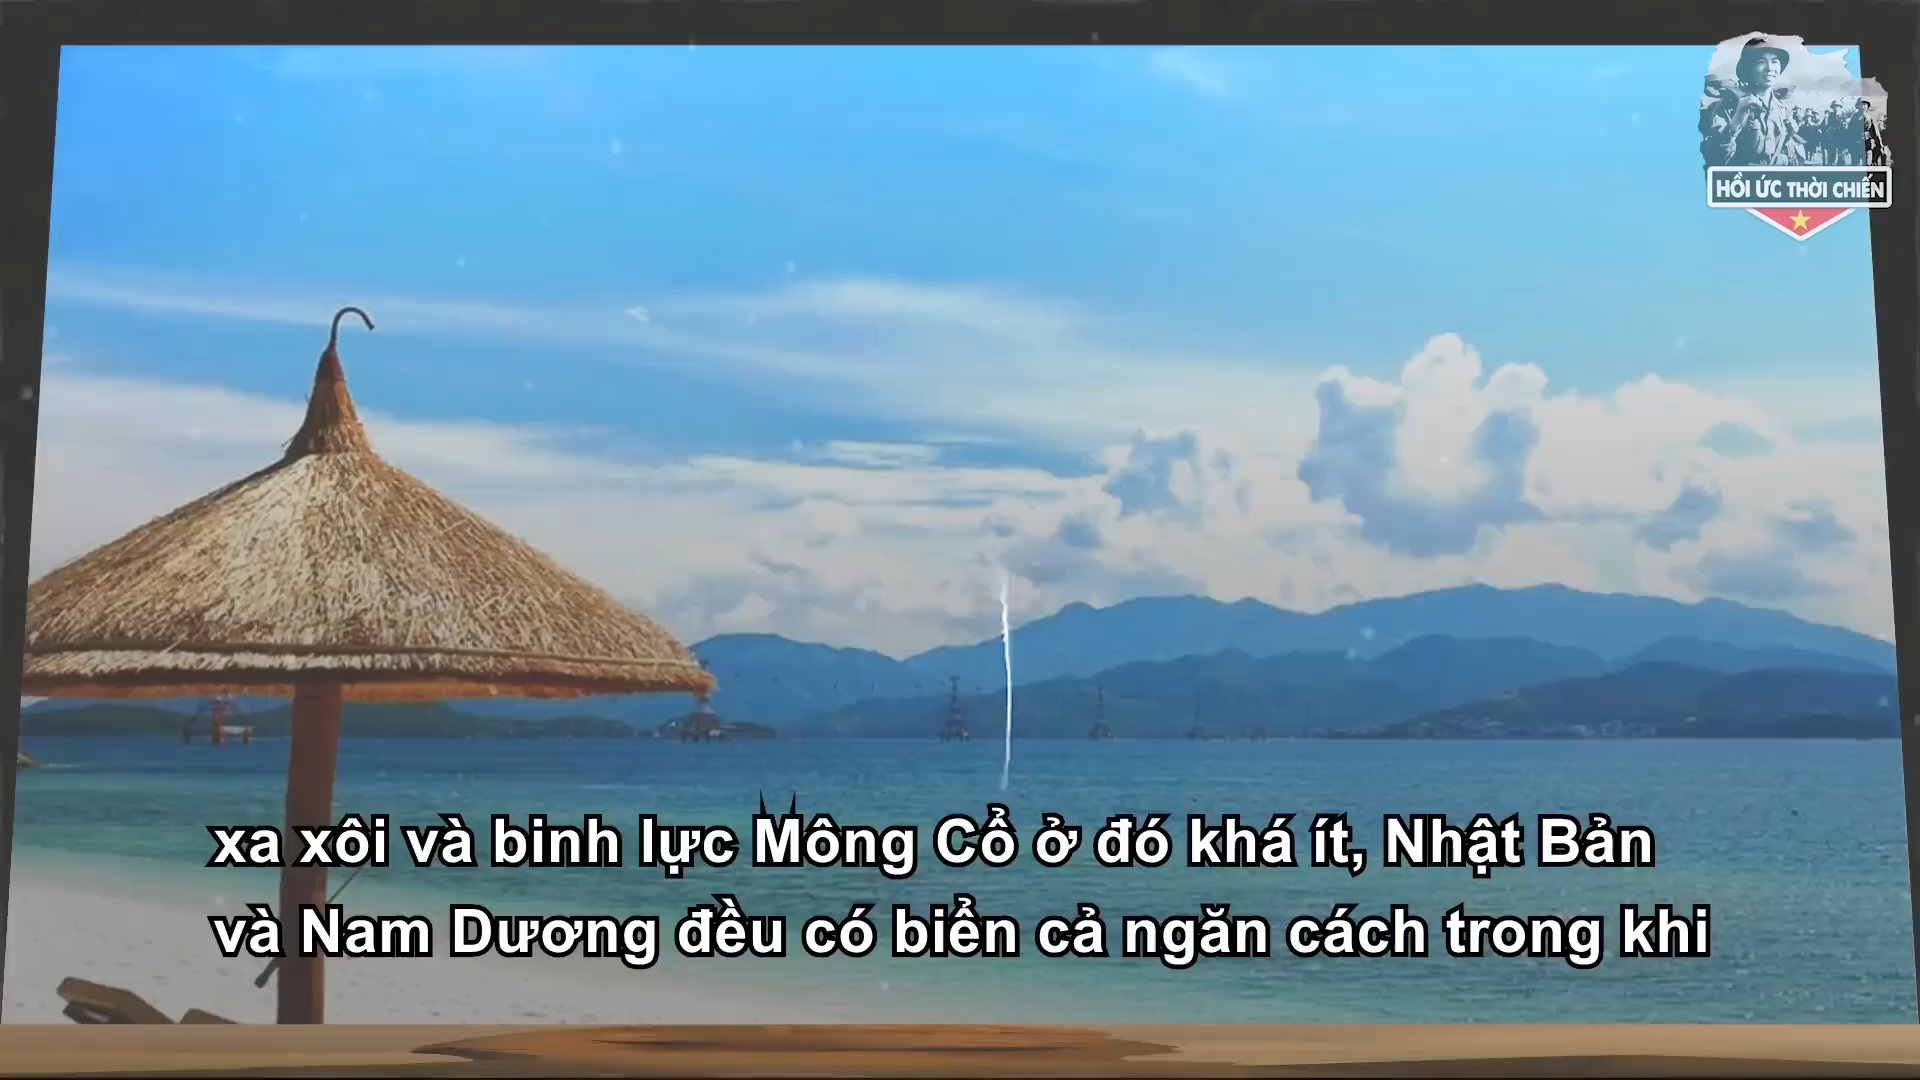 HỒI ỨC THỜI CHIẾN
xa xôi và binh lực Mông Cổ ở đó khá ít, Nhật Bản
và Nam Dương đều có biển cả ngăn cách trong khi